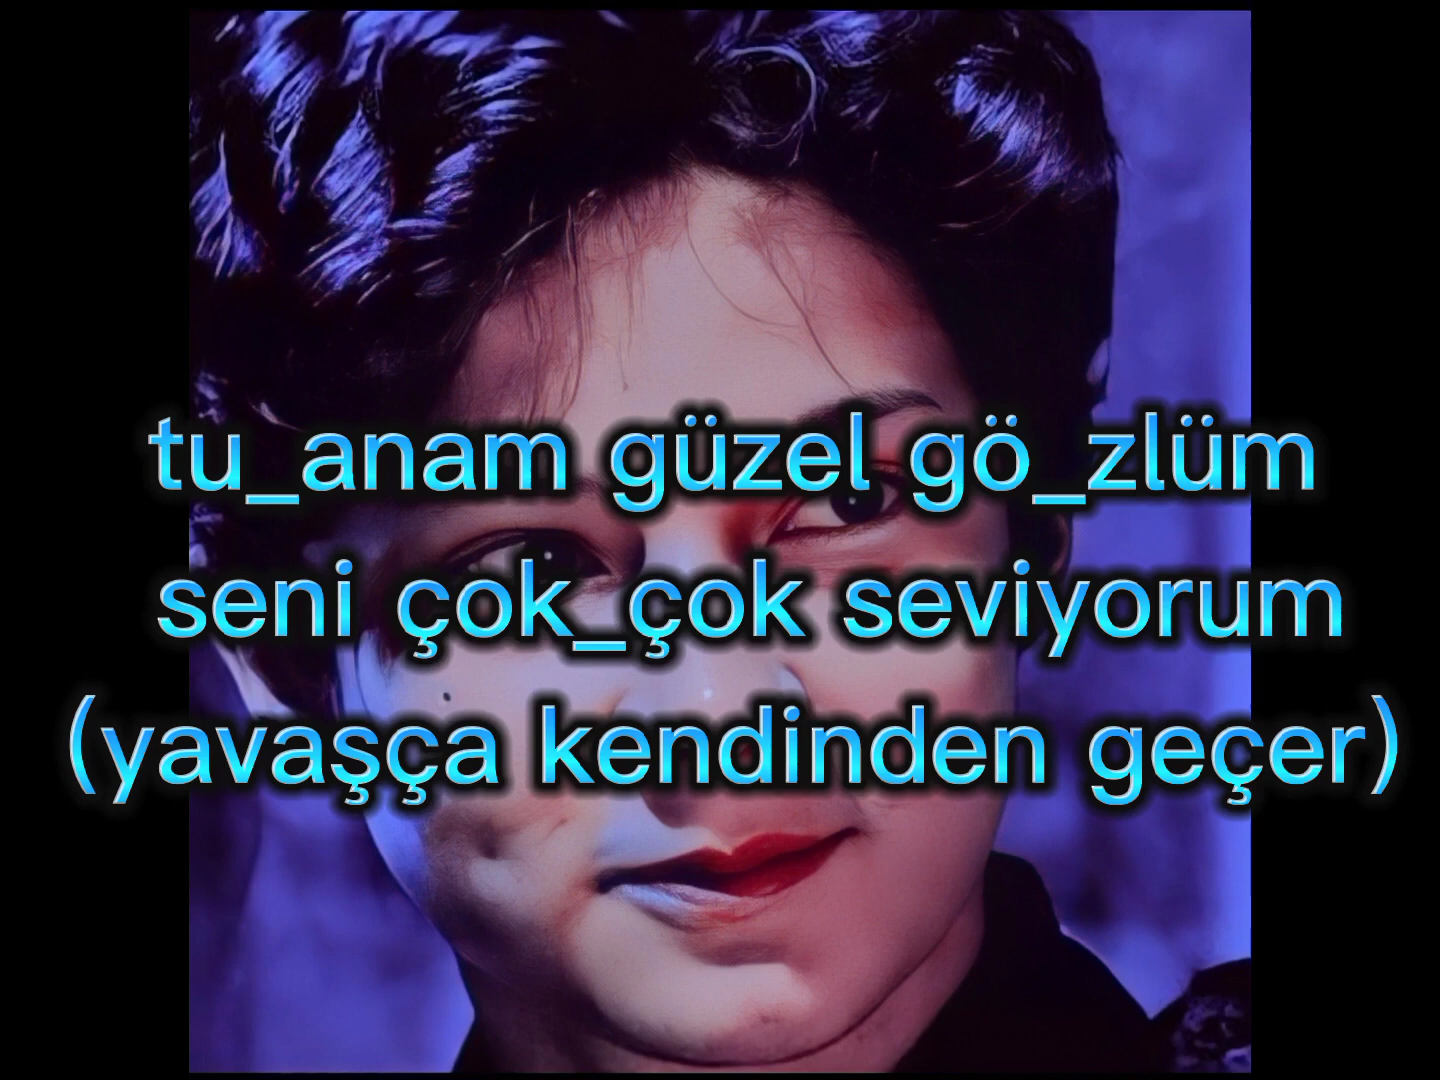 tu_anam güzel gö_zlüm
seni çok_çok seviyorum
(yavaşça kendinden geçer)